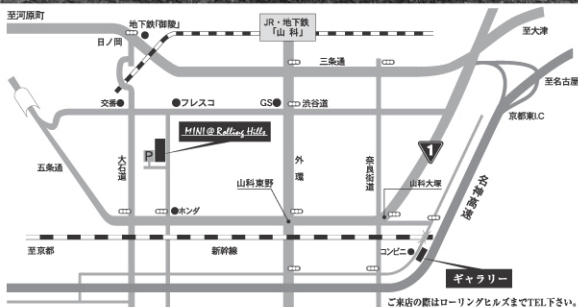 至河原町
地下鉄「御陵」
日ノ岡
JR・地下鉄
「山科」
至大津
三条通
至名古屋
交番
フレスコ
GS
渋谷道
京都東I.C
MINI@Rolling Hills
P
1
五条通
大石道
外環
奈良街道
山科東野
山科大塚
名神高速
ホンダ
至京都
新幹線
コンビニ
ギャラリー
ご来店の際はローリングヒルズまでTEL下さい。